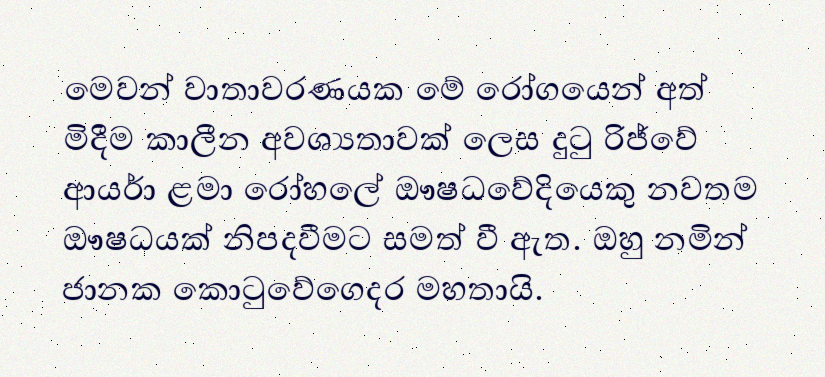 මෙවන් වාතාවරණයක මේ රෝගයෙන් අත්
මිදීම කාලීන අවශ්‍යතාවක් ලෙස දුටු රිජ්වේ
ආර්යා ළමා රෝහලේ ඖෂධවේදියෙකු නවතම
ඖෂධයක් නිපදවීමට සමත් වී ඇත. ඔහු නමින්
ජානක කොටුවේගෙදර මහතායි.